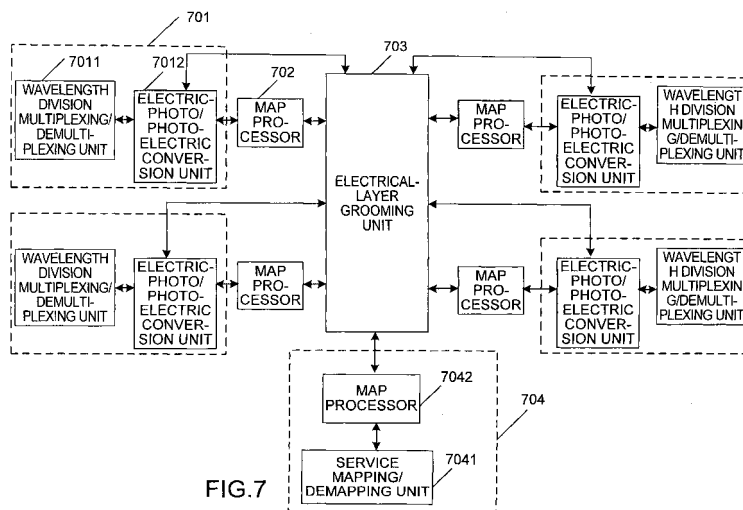 701
7011
WAVELENGTH
DIVISION
MULTIPLEXING/
DEMULTI-
PLEXING UNIT
7012
ELECTRIC-
PHOTO/
PHOTO-
ELECTRIC
CONVER-
SION UNIT
702
MAP
PRO-
CESSOR
703
ELECTRICAL-
LAYER
GROOMING
UNIT
MAP
PRO-
CESSOR
ELECTRIC-
PHOTO/
PHOTO-
ELECTRIC
CONVER-
SION UNIT
WAVELENGT
H DIVISION
MULTIPLEXIN
G/DEMULTI-
PLEXING UNIT
WAVELENGTH
DIVISION
MULTIPLEXING/
DEMULTI-
PLEXING UNIT
ELECTRIC-
PHOTO/
PHOTO-
ELECTRIC
CONVER-
SION UNIT
MAP
PRO-
CESSOR
MAP
PRO-
CESSOR
ELECTRIC-
PHOTO/
PHOTO-
ELECTRIC
CONVER-
SION UNIT
WAVELENGT
H DIVISION
MULTIPLEXIN
G/DEMULTI-
PLEXING UNIT
MAP
PROCESSOR
7042
704
SERVICE
MAPPING/
DEMAPPING UNIT
7041
FIG.7